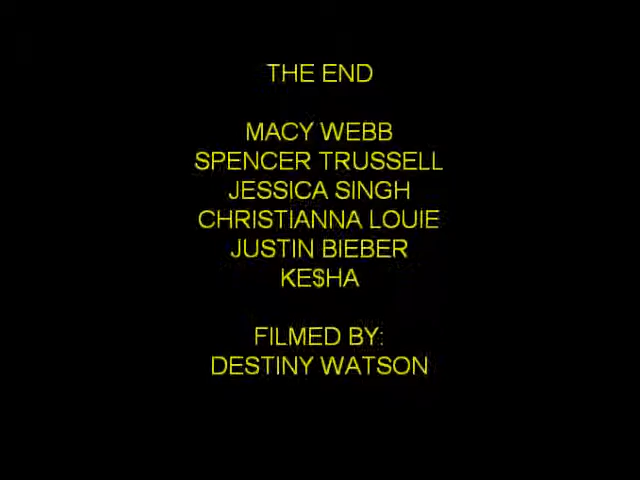 THE END
MACY WEBB
SPENCER TRUSSELL
JESSICA SINGH
CHRISTIANNA LOUIE
JUSTIN BIEBER
KE$HA
FILMED BY:
DESTINY WATSON